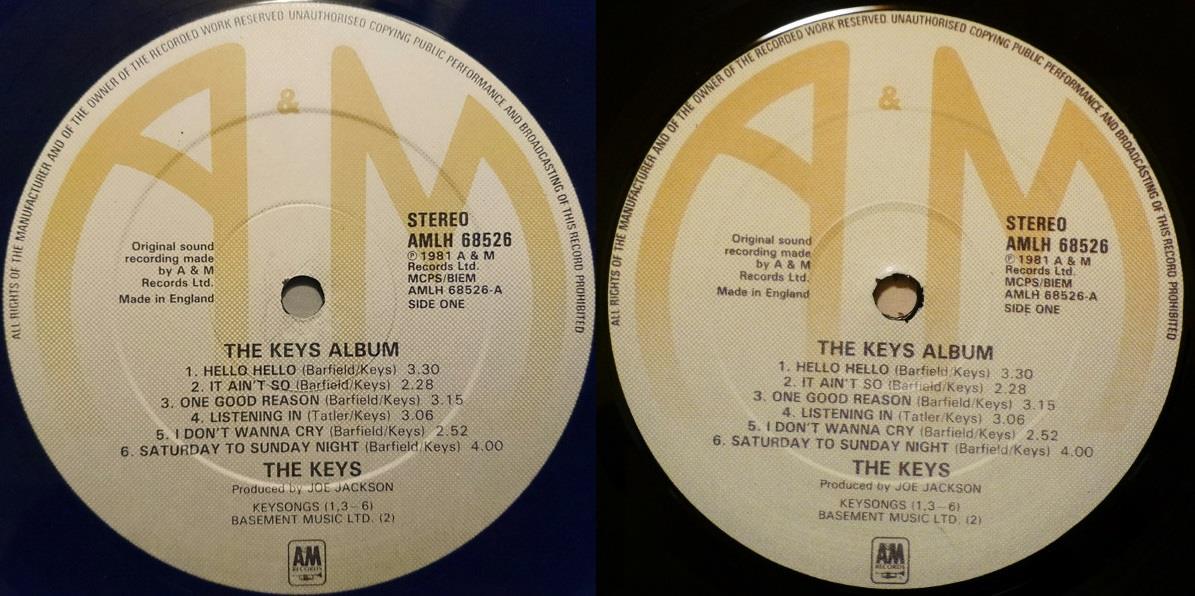 ALL RIGHTS OF THE MANUFACTURER AND OF THE OWNER OF THE RECORDED WORK RESERVED. UNAUTHORISED COPYING PUBLIC PERFORMANCE AND BROADCASTING OF THIS RECORD PROHIBITED
A & M
Original sound
recording made
by A & M
Records Ltd.
Made in England
STEREO
AMLH 68526
℗ 1981 A & M
Records Ltd.
MCPS/BIEM
AMLH 68526-A
SIDE ONE
THE KEYS ALBUM
1. HELLO HELLO (Barfield/Keys) 3.30
2. IT AIN'T SO (Barfield/Keys) 2.28
3. ONE GOOD REASON (Barfield/Keys) 3.15
4. LISTENING IN (Tatler/Keys) 3.06
5. I DON'T WANNA CRY (Barfield/Keys) 2.52
6. SATURDAY TO SUNDAY NIGHT (Barfield/Keys) 4.00
THE KEYS
Produced by JOE JACKSON
KEYSONGS (1,3-6)
BASEMENT MUSIC LTD. (2)
AM
RECORDS
ALL RIGHTS OF THE MANUFACTURER AND OF THE OWNER OF THE RECORDED WORK RESERVED. UNAUTHORISED COPYING PUBLIC PERFORMANCE AND BROADCASTING OF THIS RECORD PROHIBITED
A & M
Original sound
recording made
by A & M
Records Ltd.
Made in England
STEREO
AMLH 68526
℗ 1981 A & M
Records Ltd.
MCPS/BIEM
AMLH 68526-A
SIDE ONE
THE KEYS ALBUM
1. HELLO HELLO (Barfield/Keys) 3.30
2. IT AIN'T SO (Barfield/Keys) 2.28
3. ONE GOOD REASON (Barfield/Keys) 3.15
4. LISTENING IN (Tatler/Keys) 3.06
5. I DON'T WANNA CRY (Barfield/Keys) 2.52
6. SATURDAY TO SUNDAY NIGHT (Barfield/Keys) 4.00
THE KEYS
Produced by JOE JACKSON
KEYSONGS (1,3-6)
BASEMENT MUSIC LTD. (2)
AM
RECORDS